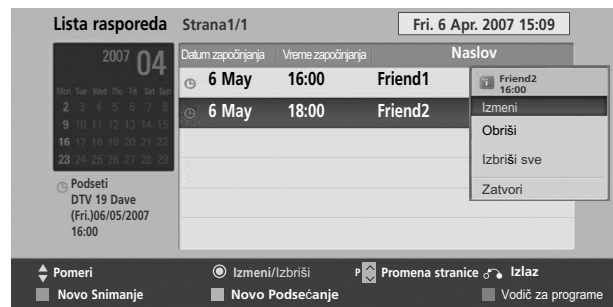 Lista rasporeda Strana1/1 Fri. 6 Apr. 2007 15:09
2007 04
Mon Tue Wed Thu Fri Sat Sun
2 3 4 5 6 7 8
9 10 11 12 13 14 15
16 17 18 19 20 21 22
23 24 25 26 27 28 29
Podseti
DTV 19 Dave
(Fri.)06/05/2007
16:00
Datum započinjanja Vreme započinjanja Naslov
6 May 16:00 Friend1
6 May 18:00 Friend2
Friend2
16:00
Izmeni
Obriši
Izbriši sve
Zatvori
Pomeri Izmeni/Izbriši P Promena stranice Izlaz
Novo Snimanje Novo Podsećanje Vodič za programe